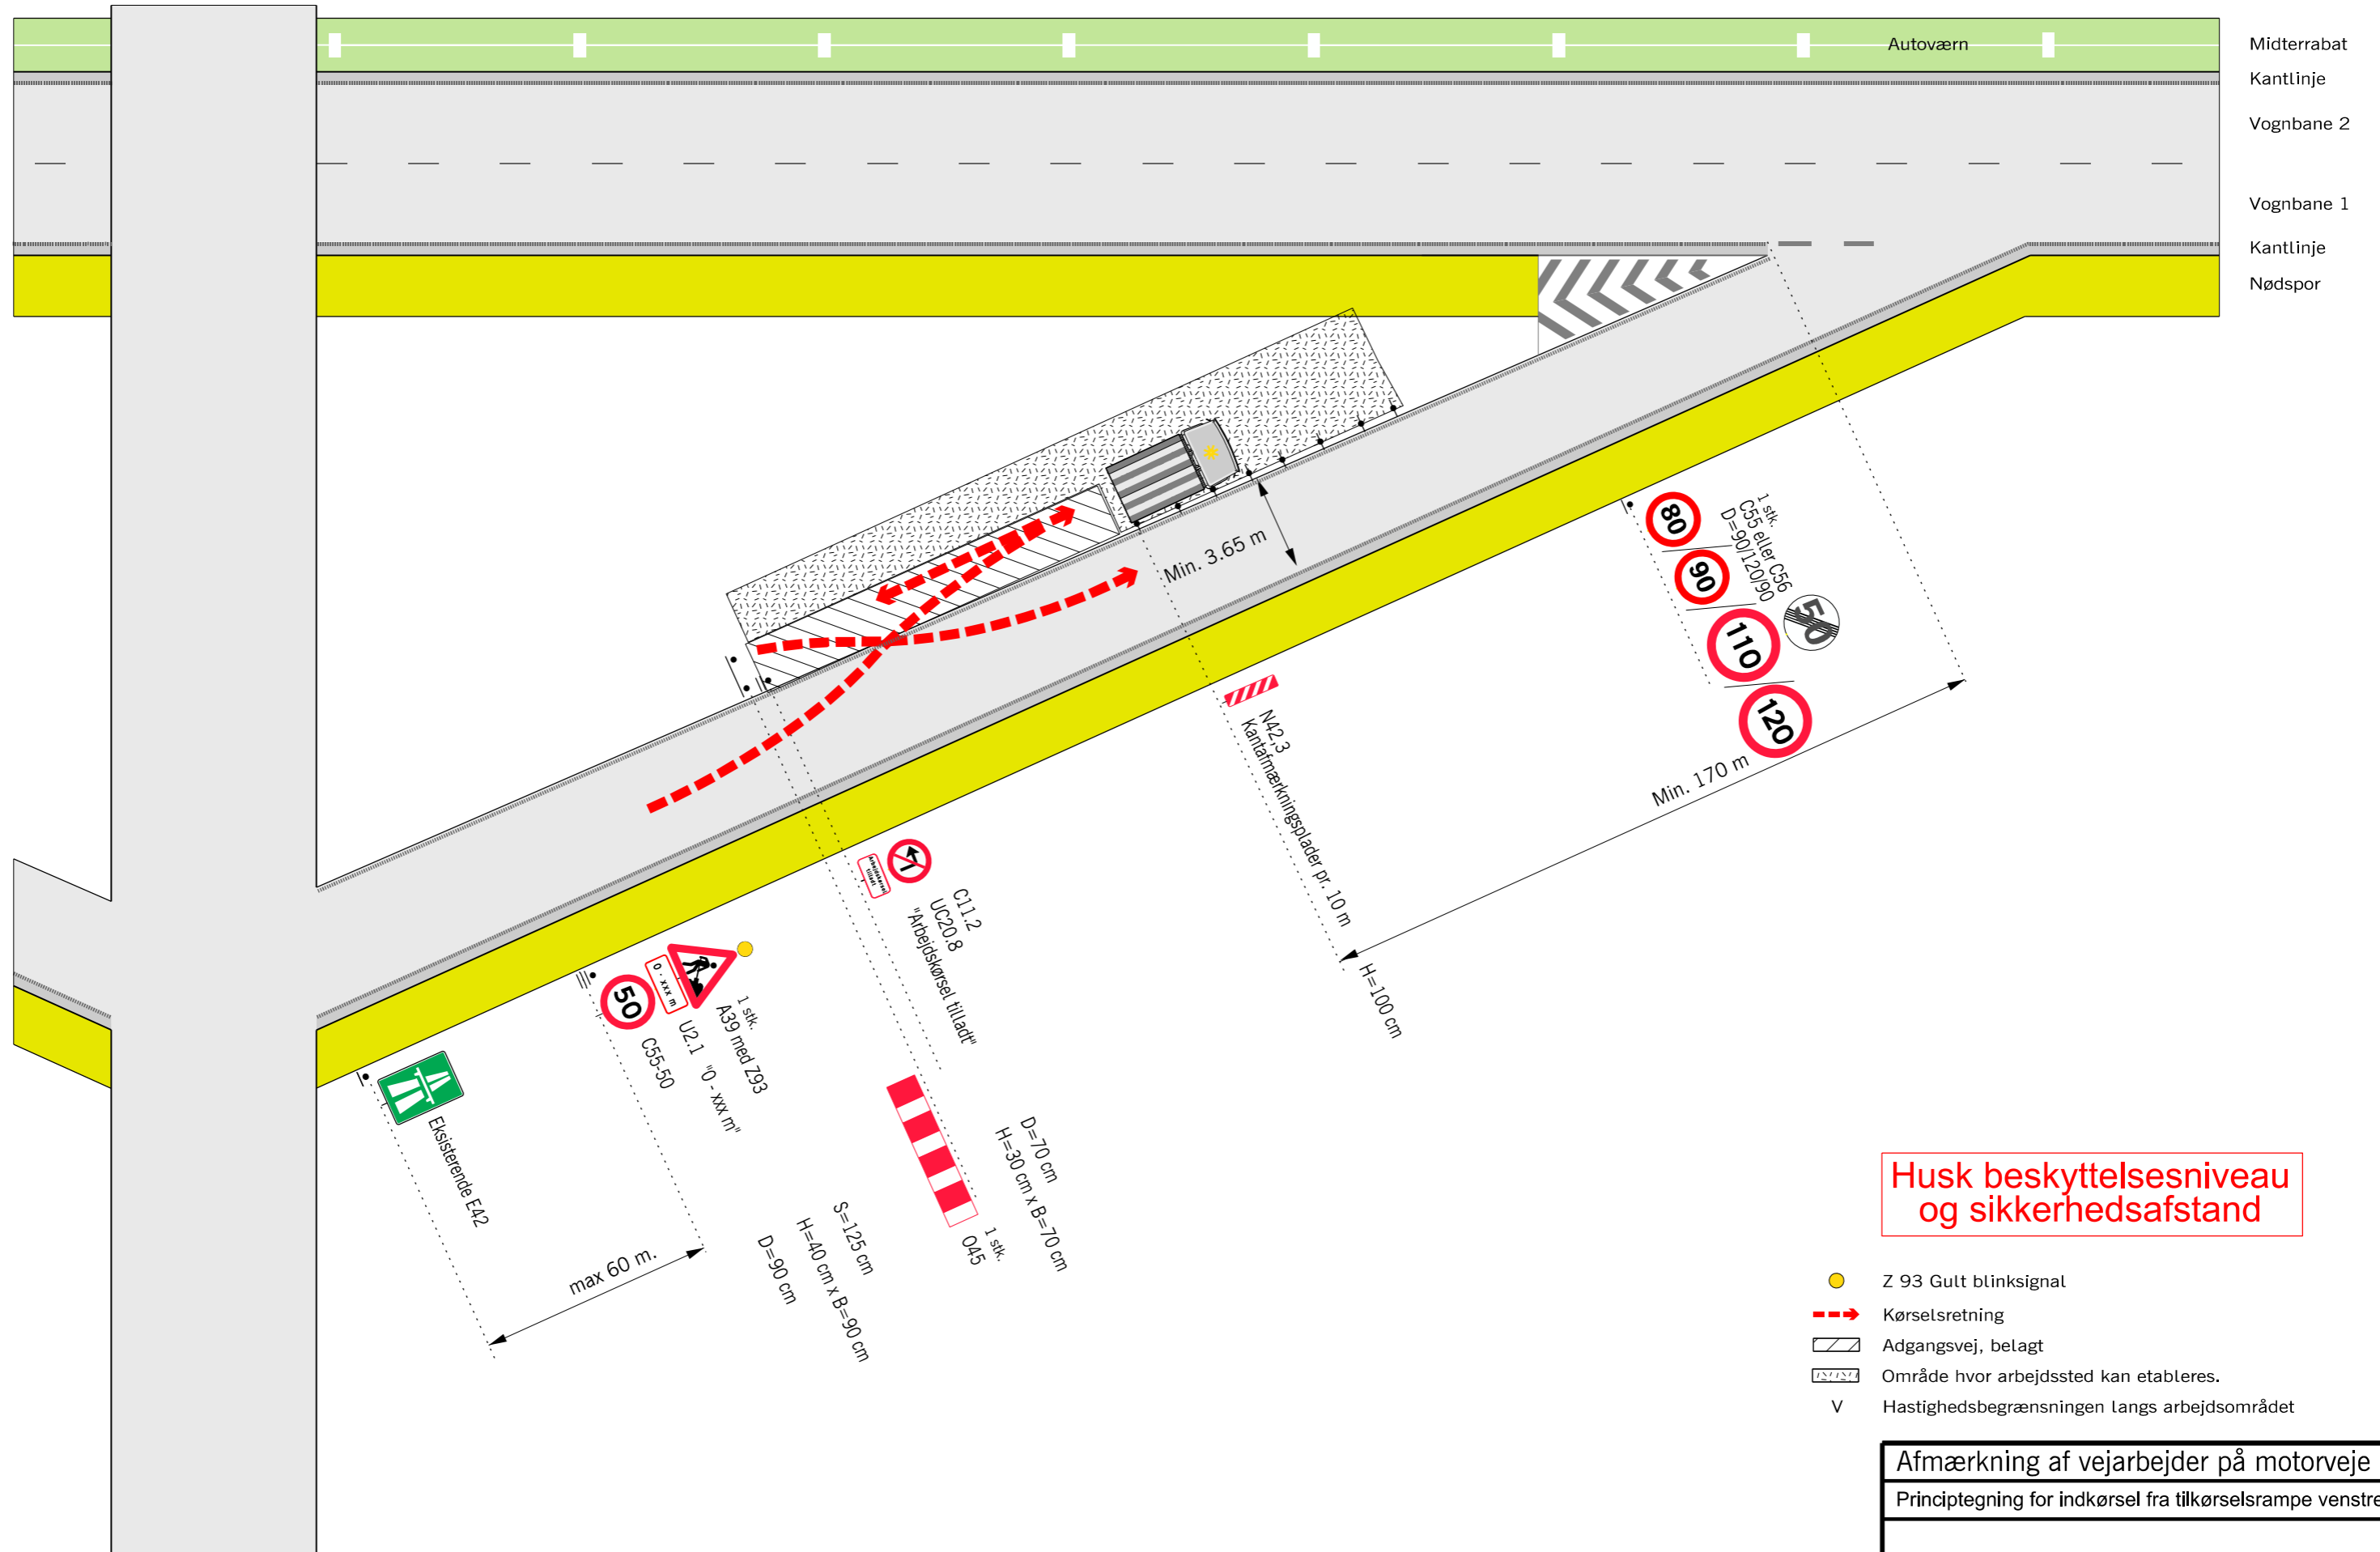 Autoværn
Midterrabat
Kantlinje
Vognbane 2
Vognbane 1
Kantlinje
Nødspor
Min. 3.65 m
80
90
110
120
50
1 stk.
C55 eller C56
D=90/120/90
Min. 170 m
N42,3
Kantafmærkningsplader pr. 10 m
H=100 cm
Arbejdskørsel
tilladt
C11.2
UC20.8
"Arbejdskørsel tilladt"
D=70 cm
H=30 cm x B=70 cm
1 stk.
O45
0 - xxx m
50
1 stk.
A39 med Z93
U2.1 "0 - xxx m"
C55-50
S=125 cm
H=40 cm x B=90 cm
D=90 cm
Eksisterende E42
max 60 m.
Husk beskyttelsesniveau
og sikkerhedsafstand
Z 93 Gult blinksignal
Kørselsretning
Adgangsvej, belagt
Område hvor arbejdssted kan etableres.
V Hastighedsbegrænsningen langs arbejdsområdet
Afmærkning af vejarbejder på motorveje
Principtegning for indkørsel fra tilkørselsrampe venstre